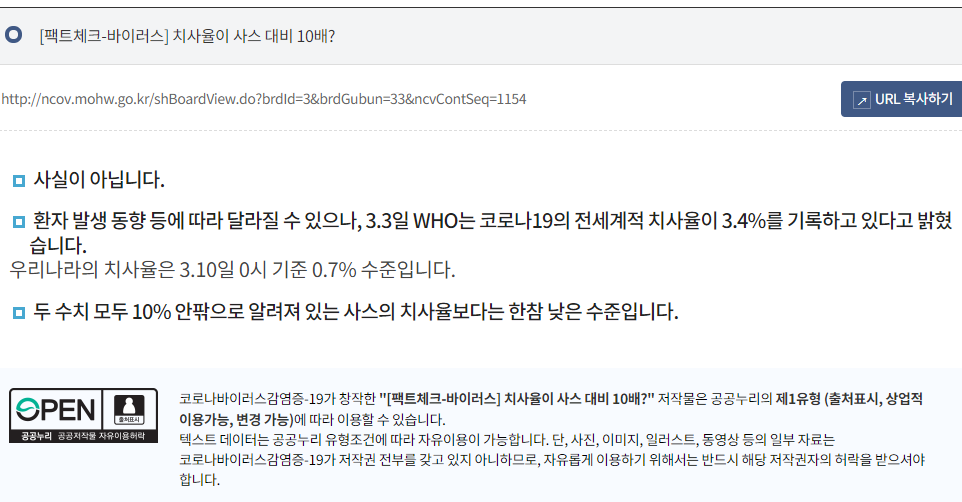 [팩트체크-바이러스] 치사율이 사스 대비 10배?
http://ncov.mohw.go.kr/shBoardView.do?brdId=3&brdGubun=33&ncvContSeq=1154
URL 복사하기
사실이 아닙니다.
환자 발생 동향 등에 따라 달라질 수 있으나, 3.3일 WHO는 코로나19의 전세계적 치사율이 3.4%를 기록하고 있다고 밝혔
습니다.
우리나라의 치사율은 3.10일 0시 기준 0.7% 수준입니다.
두 수치 모두 10% 안팎으로 알려져 있는 사스의 치사율보다는 한참 낮은 수준입니다.
OPEN
출처표시
공공누리 공공저작물 자유이용허락
코로나바이러스감염증-19가 창작한 "[팩트체크-바이러스] 치사율이 사스 대비 10배?" 저작물은 공공누리의 제1유형 (출처표시, 상업적
이용가능, 변경 가능)에 따라 이용할 수 있습니다.
텍스트 데이터는 공공누리 유형조건에 따라 자유이용이 가능합니다. 단, 사진, 이미지, 일러스트, 동영상 등의 일부 자료는
코로나바이러스감염증-19가 저작권 전부를 갖고 있지 아니하므로, 자유롭게 이용하기 위해서는 반드시 해당 저작권자의 허락을 받으셔야
합니다.